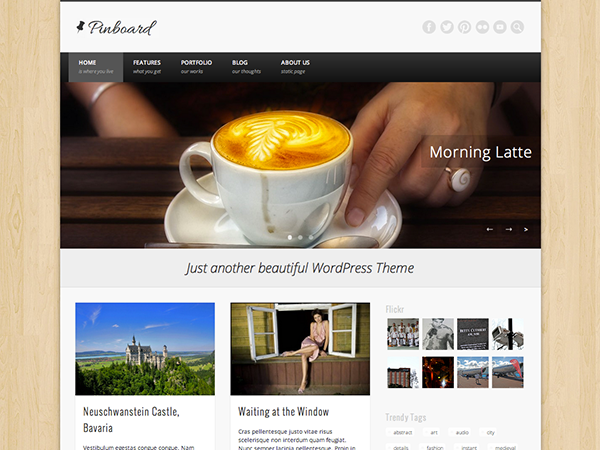 Pinboard
HOME
is where you live
FEATURES
what you get
PORTFOLIO
our works
BLOG
our thoughts
ABOUT US
static page
Morning Latte
Just another beautiful WordPress Theme
Neuschwanstein Castle,
Bavaria
Vestibulum egestas congue congue. Nam
Waiting at the Window
Cras pellentesque justo vitae risus
scelerisque non interdum quam feugiat.
Nunc semper lacinia pellentesque. Proin in
Flickr
Trendy Tags
abstract
art
audio
city
details
fashion
instant
medieval